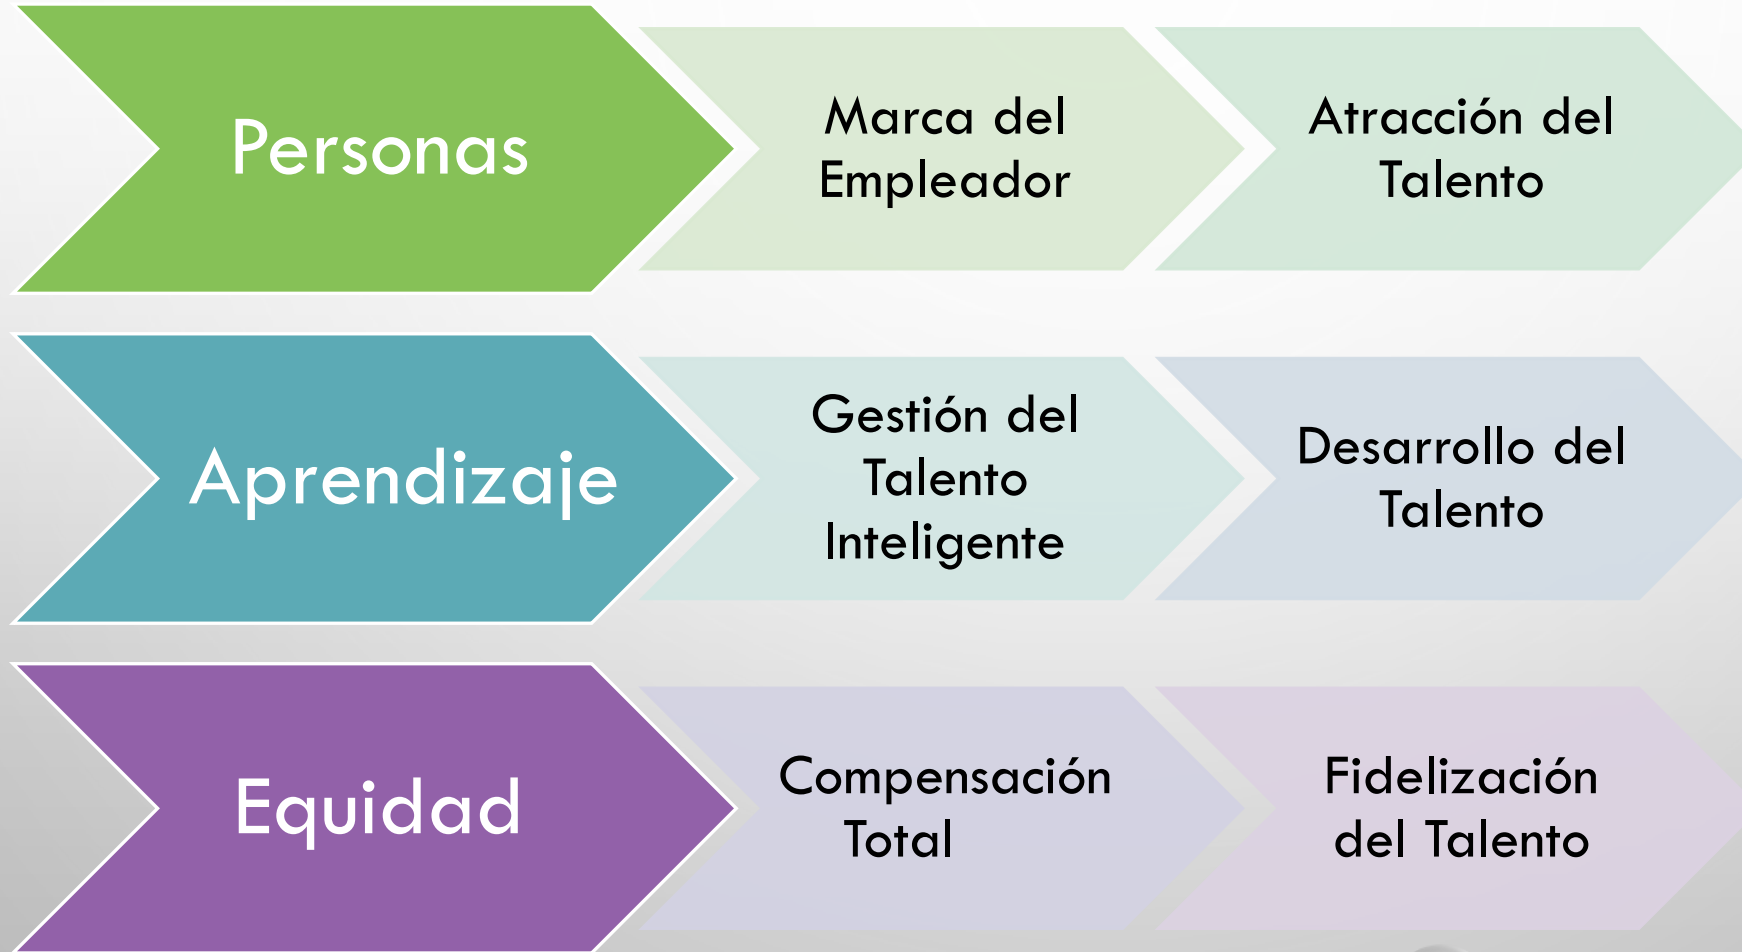 Personas
Marca del
Empleador
Atracción del
Talento
Aprendizaje
Gestión del
Talento
Inteligente
Desarrollo del
Talento
Equidad
Compensación
Total
Fidelización
del Talento